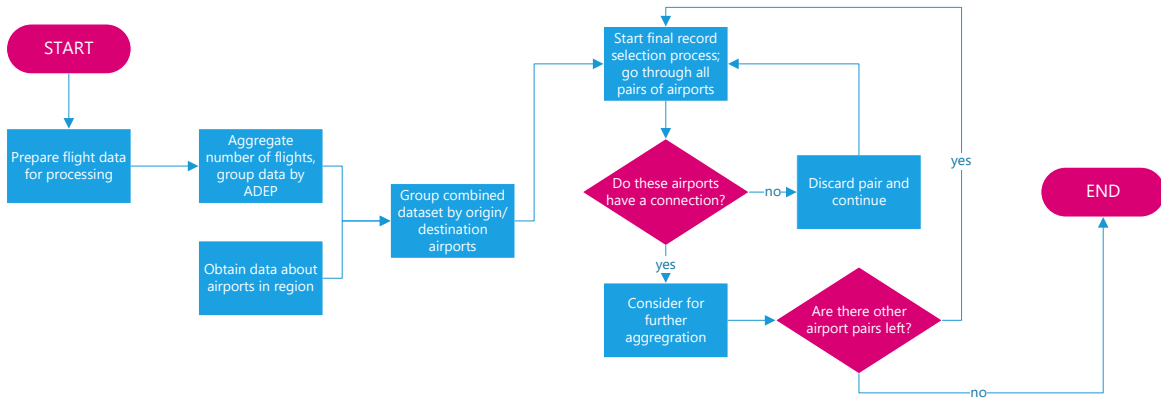 START
Prepare flight data
for processing
Aggregate
number of flights,
group data by
ADEP
Obtain data about
airports in region
Group combined
dataset by origin/
destination
airports
Start final record
selection process;
go through all
pairs of airports
Do these airports
have a connection?
no
Discard pair and
continue
yes
Consider for
further
aggregration
Are there other
airport pairs left?
yes
no
END